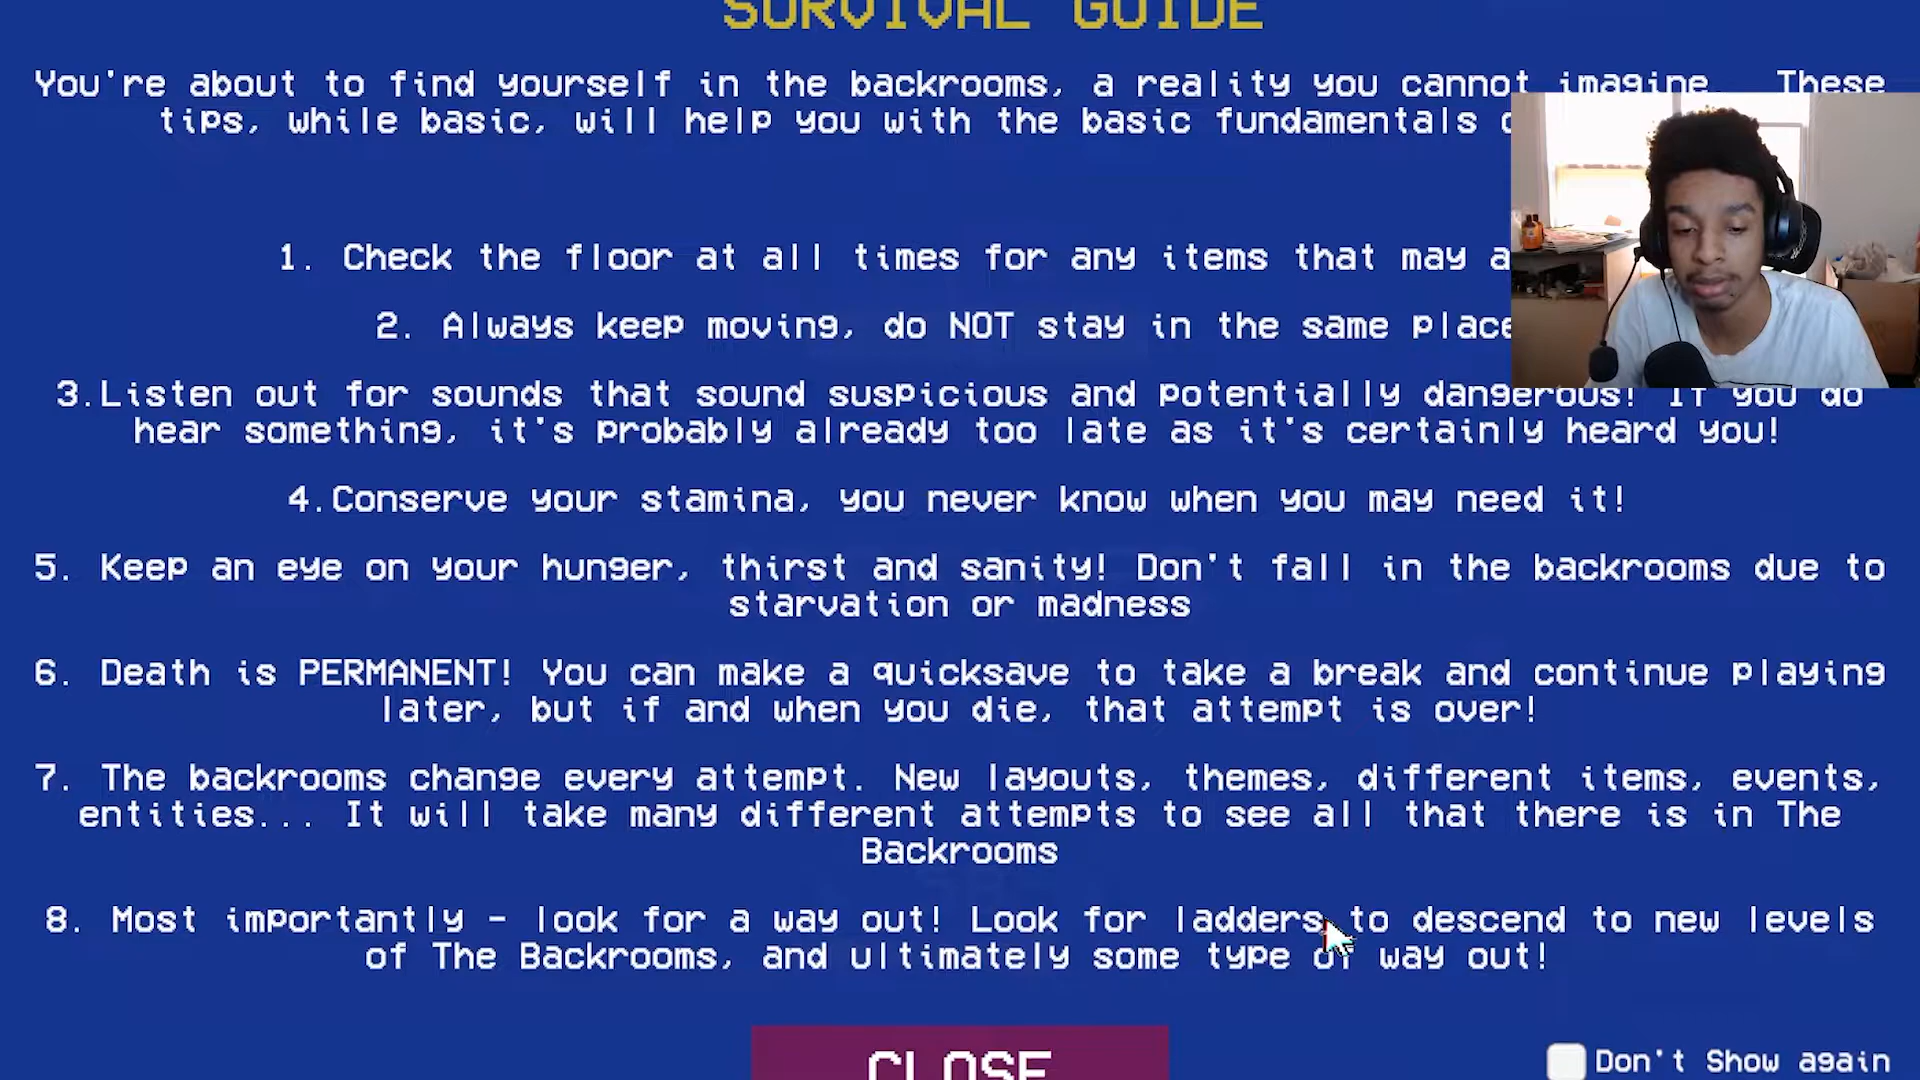 SURVIVAL GUIDE
You're about to find yourself in the backrooms, a reality you cannot imagine. These
tips, while basic, will help you with the basic fundamentals
1. Check the floor at all times for any items that may
2. Always keep moving, do NOT stay in the same place
3.Listen out for sounds that sound suspicious and potentially dangerous! If you do
hear something, it's probably already too late as it's certainly heard you!
4.Conserve your stamina, you never know when you may need it!
5. Keep an eye on your hunger, thirst and sanity! Don't fall in the backrooms due to
starvation or madness
6. Death is PERMANENT! You can make a quicksave to take a break and continue playing
later, but if and when you die, that attempt is over!
7. The backrooms change every attempt. New layouts, themes, different items, events,
entities... It will take many different attempts to see all that there is in The
Backrooms
8. Most importantly - look for a way out! Look for ladders to descend to new levels
of The Backrooms, and ultimately some type of way out!
CLOSE
Don't Show again